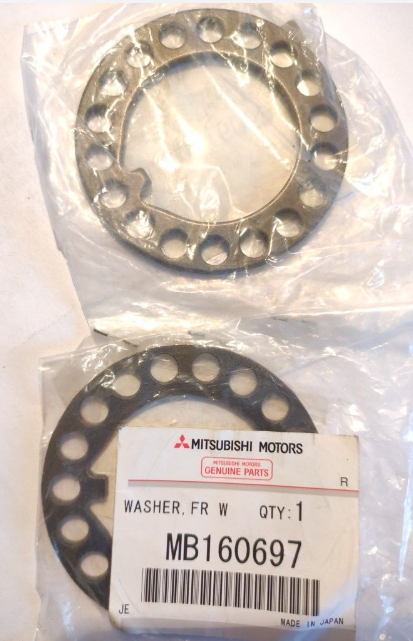 MITSUBISHI MOTORS
MITSUBISHI MOTORS
GENUINE PARTS
R
WASHER, FR W QTY: 1
MB160697
JE
MADE IN JAPAN